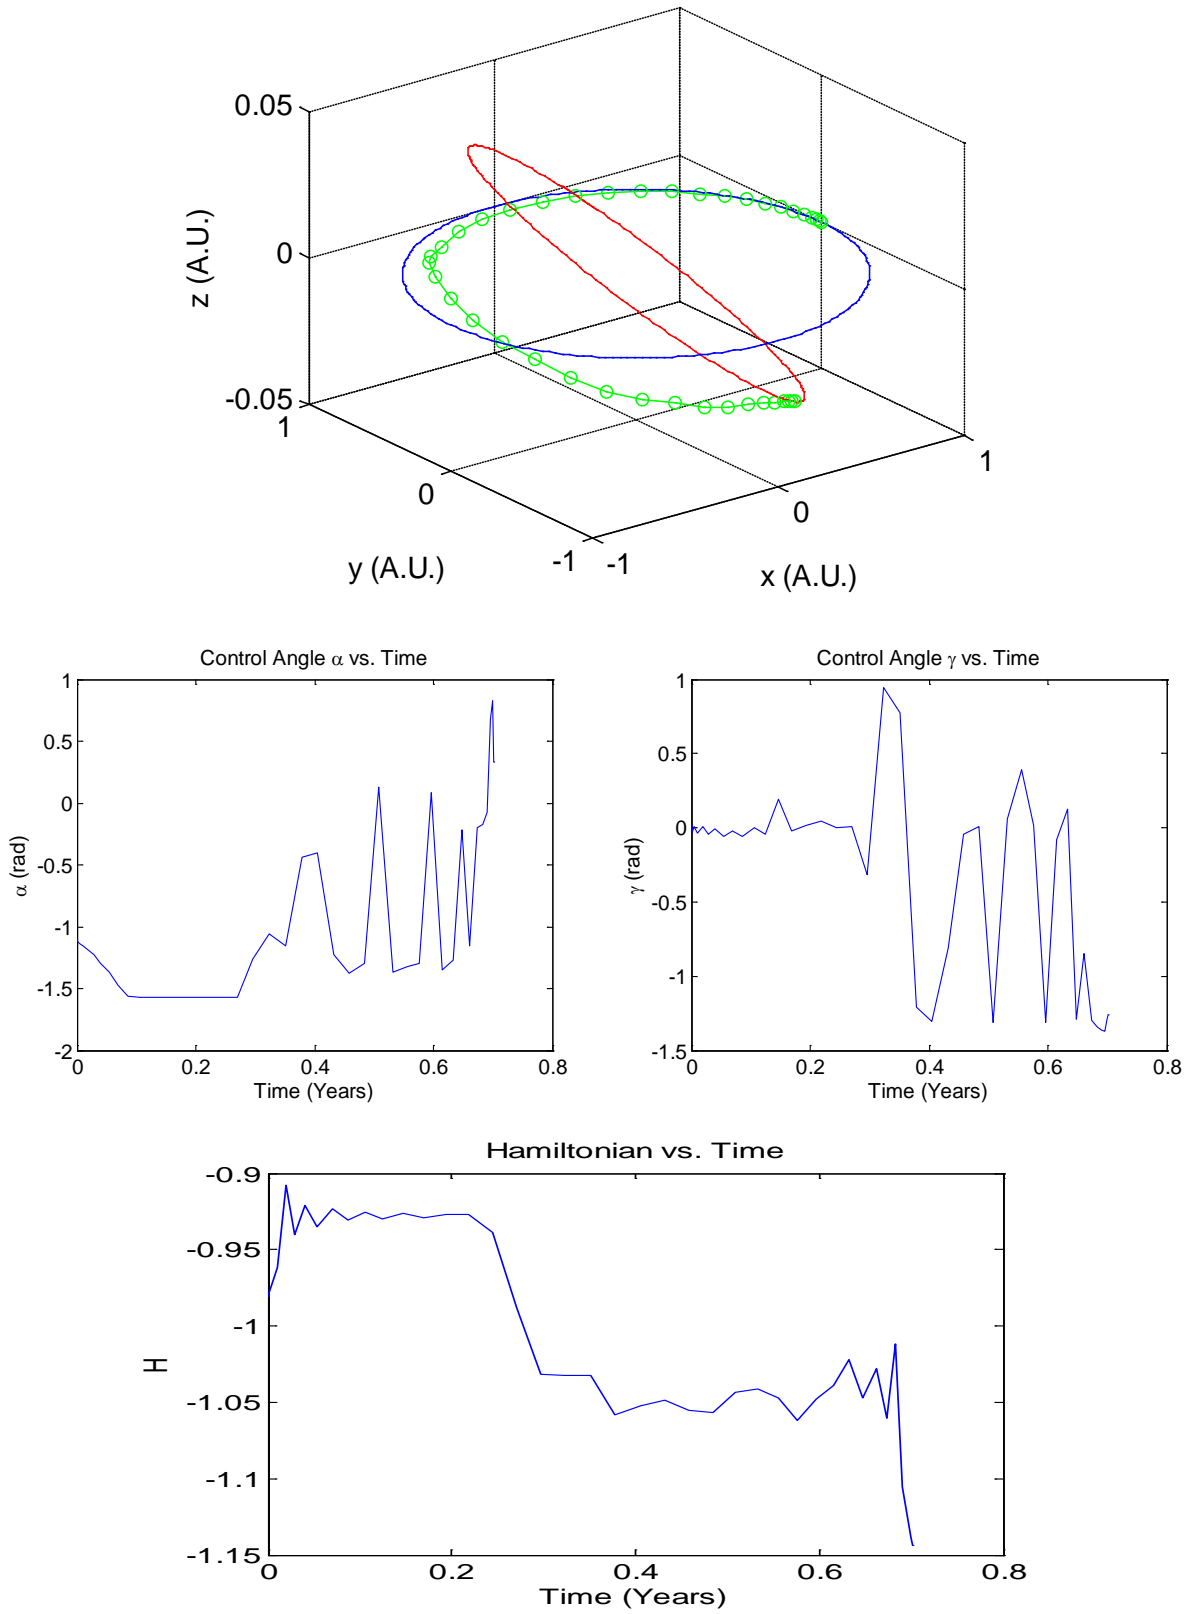 0.05
0
-0.05
z (A.U.)
1
0
-1
y (A.U.)
-1
0
1
x (A.U.)
Control Angle α vs. Time
1
0.5
0
-0.5
-1
-1.5
-2
α (rad)
0 0.2 0.4 0.6 0.8
Time (Years)
Control Angle γ vs. Time
1
0.5
0
-0.5
-1
-1.5
γ (rad)
0 0.2 0.4 0.6 0.8
Time (Years)
Hamiltonian vs. Time
-0.9
-0.95
-1
-1.05
-1.1
-1.15
H
0 0.2 0.4 0.6 0.8
Time (Years)